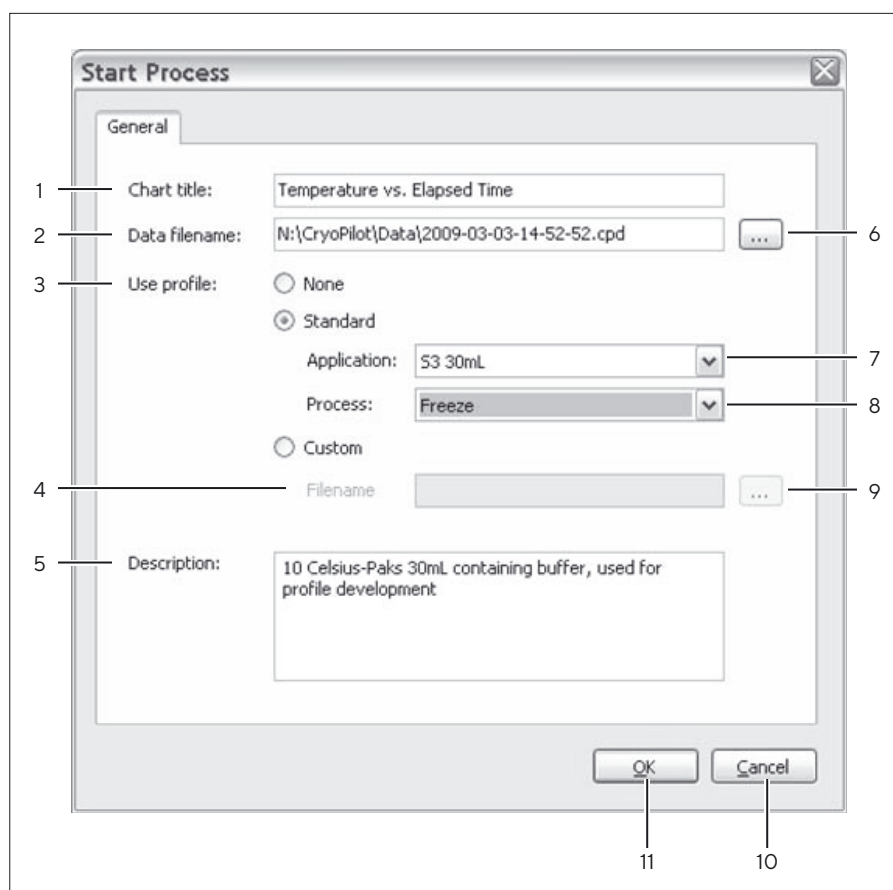 Start Process
General
1 Chart title: Temperature vs. Elapsed Time
2 Data filename: N:\CryoPilot\Data\2009-03-03-14-52-52.cpd ... 6
3 Use profile: None
Standard
Application: S3 30mL 7
Process: Freeze 8
Custom
4 Filename ... 9
5 Description: 10 Celsius-Paks 30mL containing buffer, used for
profile development
OK Cancel
11 10